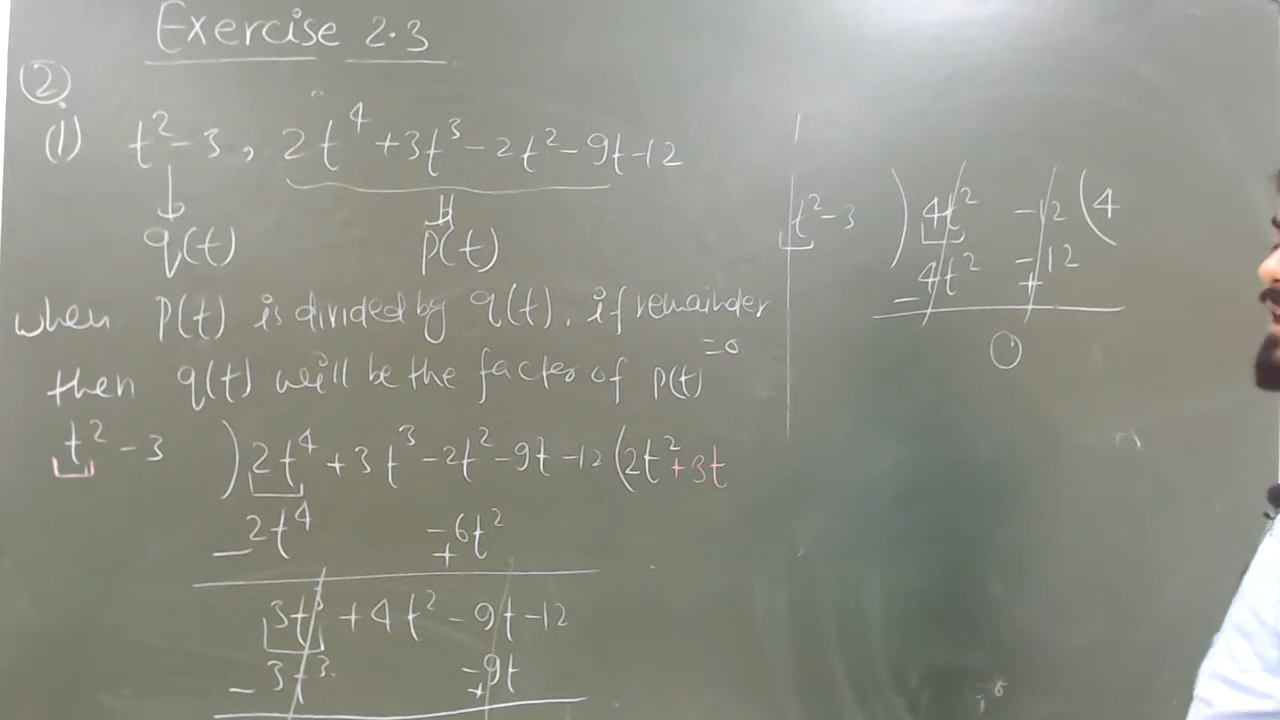 Exercise 2.3
②
(1) t² - 3, 2t⁴ + 3t³ - 2t² - 9t - 12
q(t) P(t)
when P(t) is divided by q(t), if remainder
= 0
then q(t) will be the factor of P(t)
t² - 3 ) 2t⁴ + 3t³ - 2t² - 9t - 12 ( 2t² + 3t
2t⁴ - 6t²
- +
3t³ + 4t² - 9t - 12
3t³ - 9t
- +
t² - 3 ) 4t² - 12 ( 4
4t² - 12
- +
0